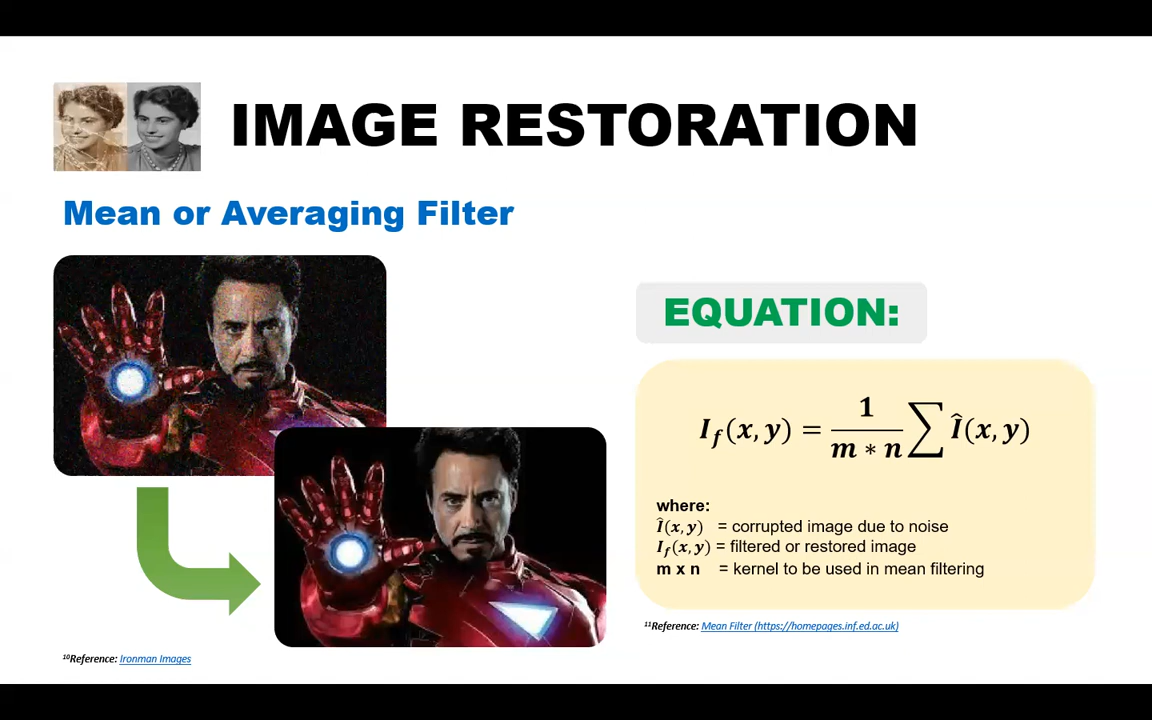 IMAGE RESTORATION
Mean or Averaging Filter
EQUATION:
I_f(x, y) = 1/(m * n) ∑ Î(x, y)
where:
Î(x, y) = corrupted image due to noise
I_f(x, y) = filtered or restored image
m x n = kernel to be used in mean filtering
¹¹Reference: Mean Filter (https://homepages.inf.ed.ac.uk)
¹⁰Reference: Ironman Images